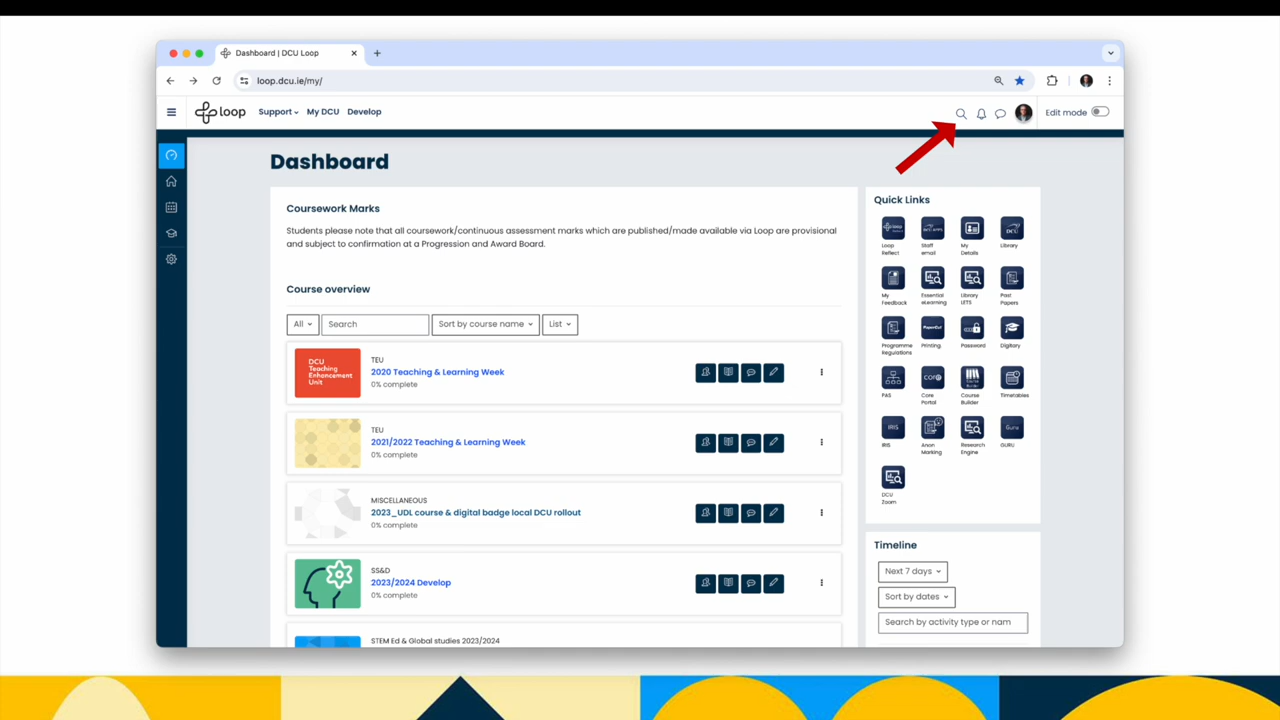 Dashboard | DCU Loop
loop.dcu.ie/my/
loop
Support
My DCU
Develop
Edit mode
Dashboard
Coursework Marks
Students please note that all coursework/continuous assessment marks which are published/made available via Loop are provisional
and subject to confirmation at a Progression and Award Board.
Course overview
All
Search
Sort by course name
List
DCU
Teaching
Enhancement
Unit
TEU
2020 Teaching & Learning Week
0% complete
TEU
2021/2022 Teaching & Learning Week
0% complete
MISCELLANEOUS
2023_UDL course & digital badge local DCU rollout
0% complete
SS&D
2023/2024 Develop
0% complete
STEM Ed & Global studies 2023/2024
Quick Links
Loop
Reflect
Staff
email
My
Details
DCU
Library
My
Feedback
Essential
eLearning
Library
LETS
Past
Papers
Programme
Regulations
PaperCut
Printing
Password
Digitary
PAS
core
Core
Portal
Course
Builder
Timetables
IRIS
IRIS
Anon
Marking
Research
Engine
Guru
GURU
DCU
Zoom
Timeline
Next 7 days
Sort by dates
Search by activity type or nam